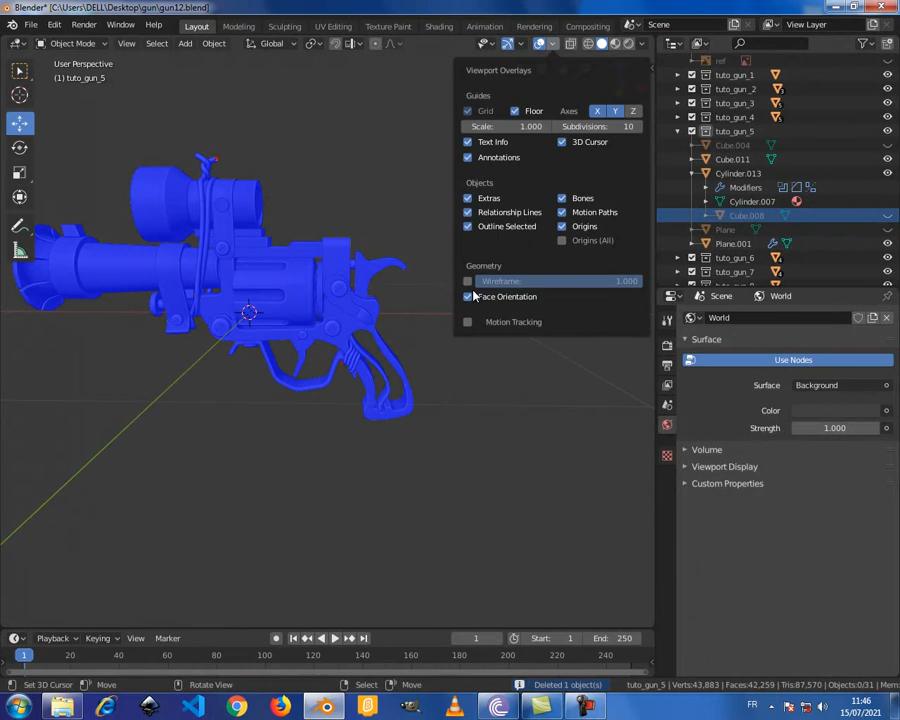 Blender* [C:\Users\DELL\Desktop\gun\gun12.blend]
File Edit Render Window Help Layout Modeling Sculpting UV Editing Texture Paint Shading Animation Rendering Compositing Scene View Layer
Object Mode View Select Add Object Global
User Perspective
(1) tuto_gun_5
Viewport Overlays
Guides
Grid Floor Axes X Y Z
Scale: 1.000 Subdivisions: 10
Text Info 3D Cursor
Annotations
Objects
Extras Bones
Relationship Lines Motion Paths
Outline Selected Origins
Origins (All)
Geometry
Wireframe: 1.000
Face Orientation
Motion Tracking
ref
tuto_gun_1
tuto_gun _2
tuto_gun_3
tuto_gun_4
tuto_gun_5
Cube.004
Cube.011
Cylinder.013
Modifiers
Cylinder.007
Cube.008
Plane
Plane.001
tuto_gun_6
tuto_gun_7
Scene World
World
Surface
Use Nodes
Surface Background
Color
Strength 1.000
Volume
Viewport Display
Custom Properties
Playback Keying View Marker 1 Start: 1 End: 250
1 20 40 60 80 100 120 140 160 180 200 220 240
Set 3D Cursor Move Rotate View Select Move Deleted 1 object(s) tuto_gun_5 | Verts:43,883 | Faces:42,259 | Tris:87,570 | Objects:0/31 | Mem:
FR 11:46
15/07/2021